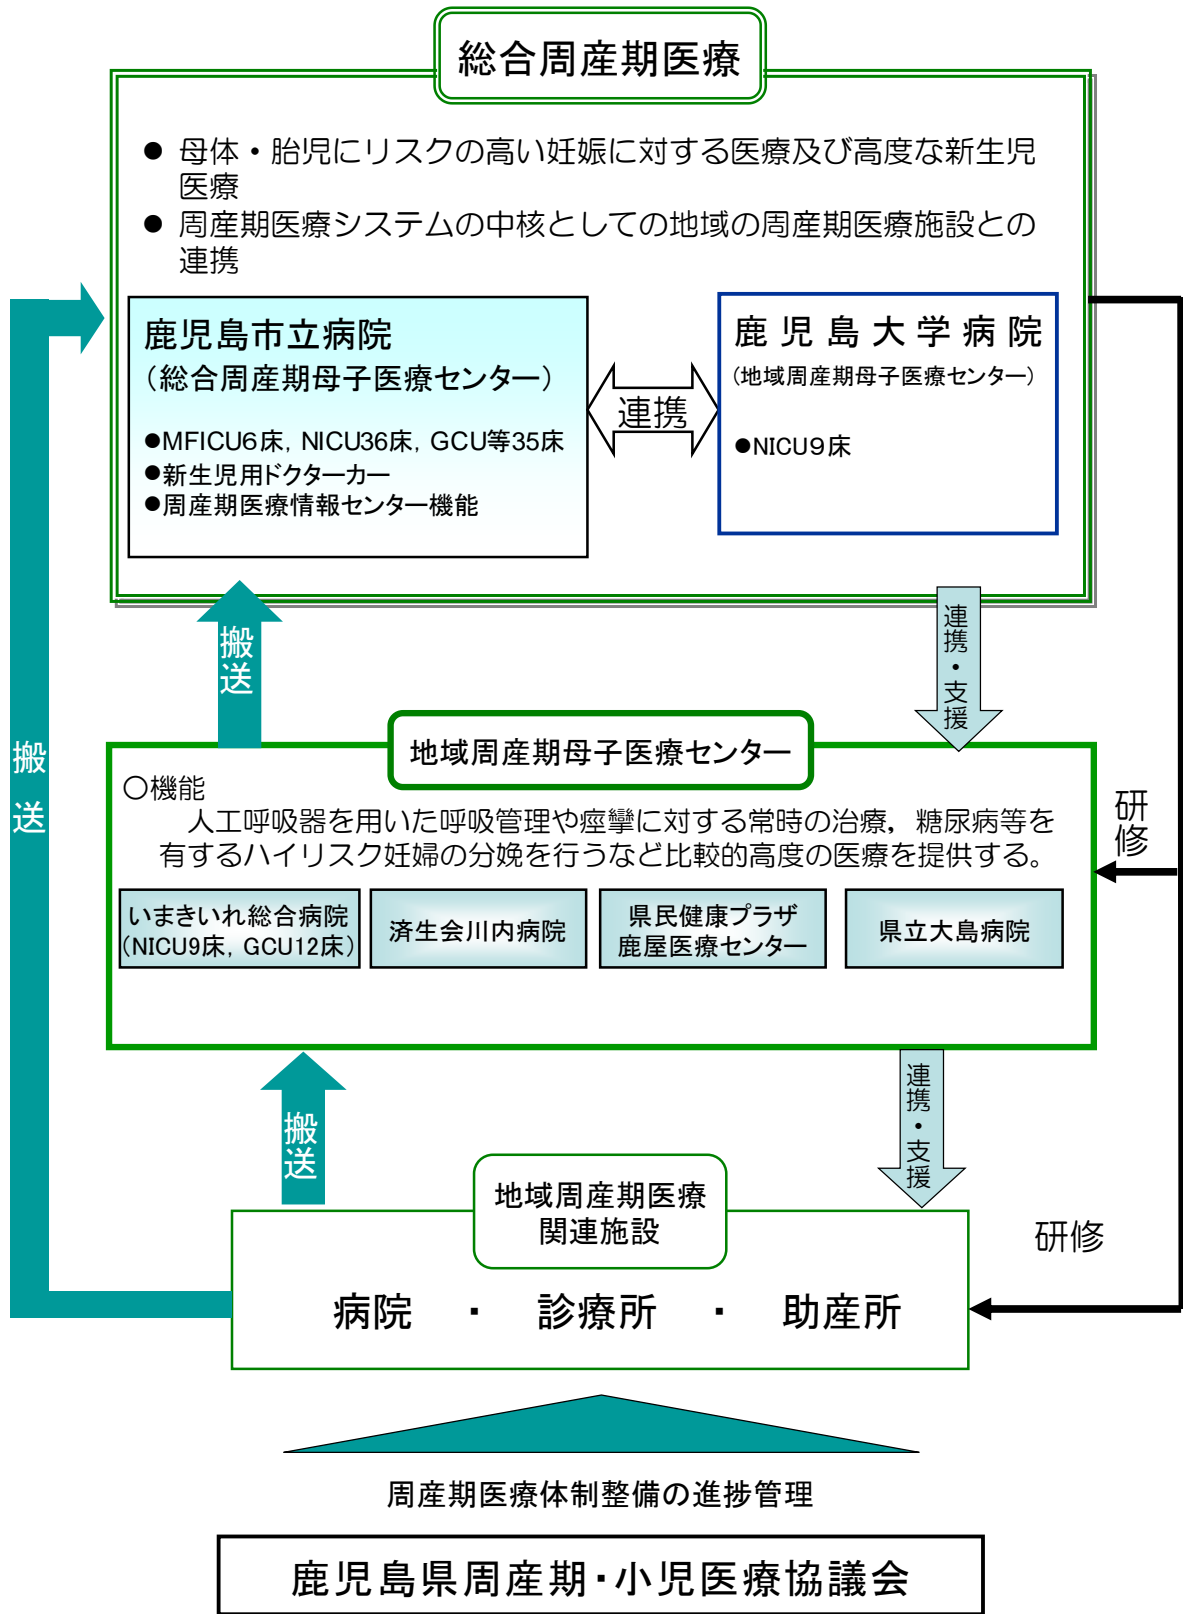 総合周産期医療
● 母体・胎児にリスクの高い妊娠に対する医療及び高度な新生児
医療
● 周産期医療システムの中核としての地域の周産期医療施設との
連携
鹿児島市立病院
（総合周産期母子医療センター）
●MFICU6床，NICU36床，GCU等35床
●新生児用ドクターカー
●周産期医療情報センター機能
連携
鹿児島大学病院
（地域周産期母子医療センター）
●NICU9床
搬送
連携・支援
地域周産期母子医療センター
○機能
人工呼吸器を用いた呼吸管理や痙攣に対する常時の治療，糖尿病等を
有するハイリスク妊婦の分娩を行うなど比較的高度の医療を提供する。
いまきいれ総合病院
（NICU9床，GCU12床）
済生会川内病院
県民健康プラザ
鹿屋医療センター
県立大島病院
搬送
研修
搬送
連携・支援
地域周産期医療
関連施設
病院　・　診療所　・　助産所
研修
周産期医療体制整備の進捗管理
鹿児島県周産期・小児医療協議会